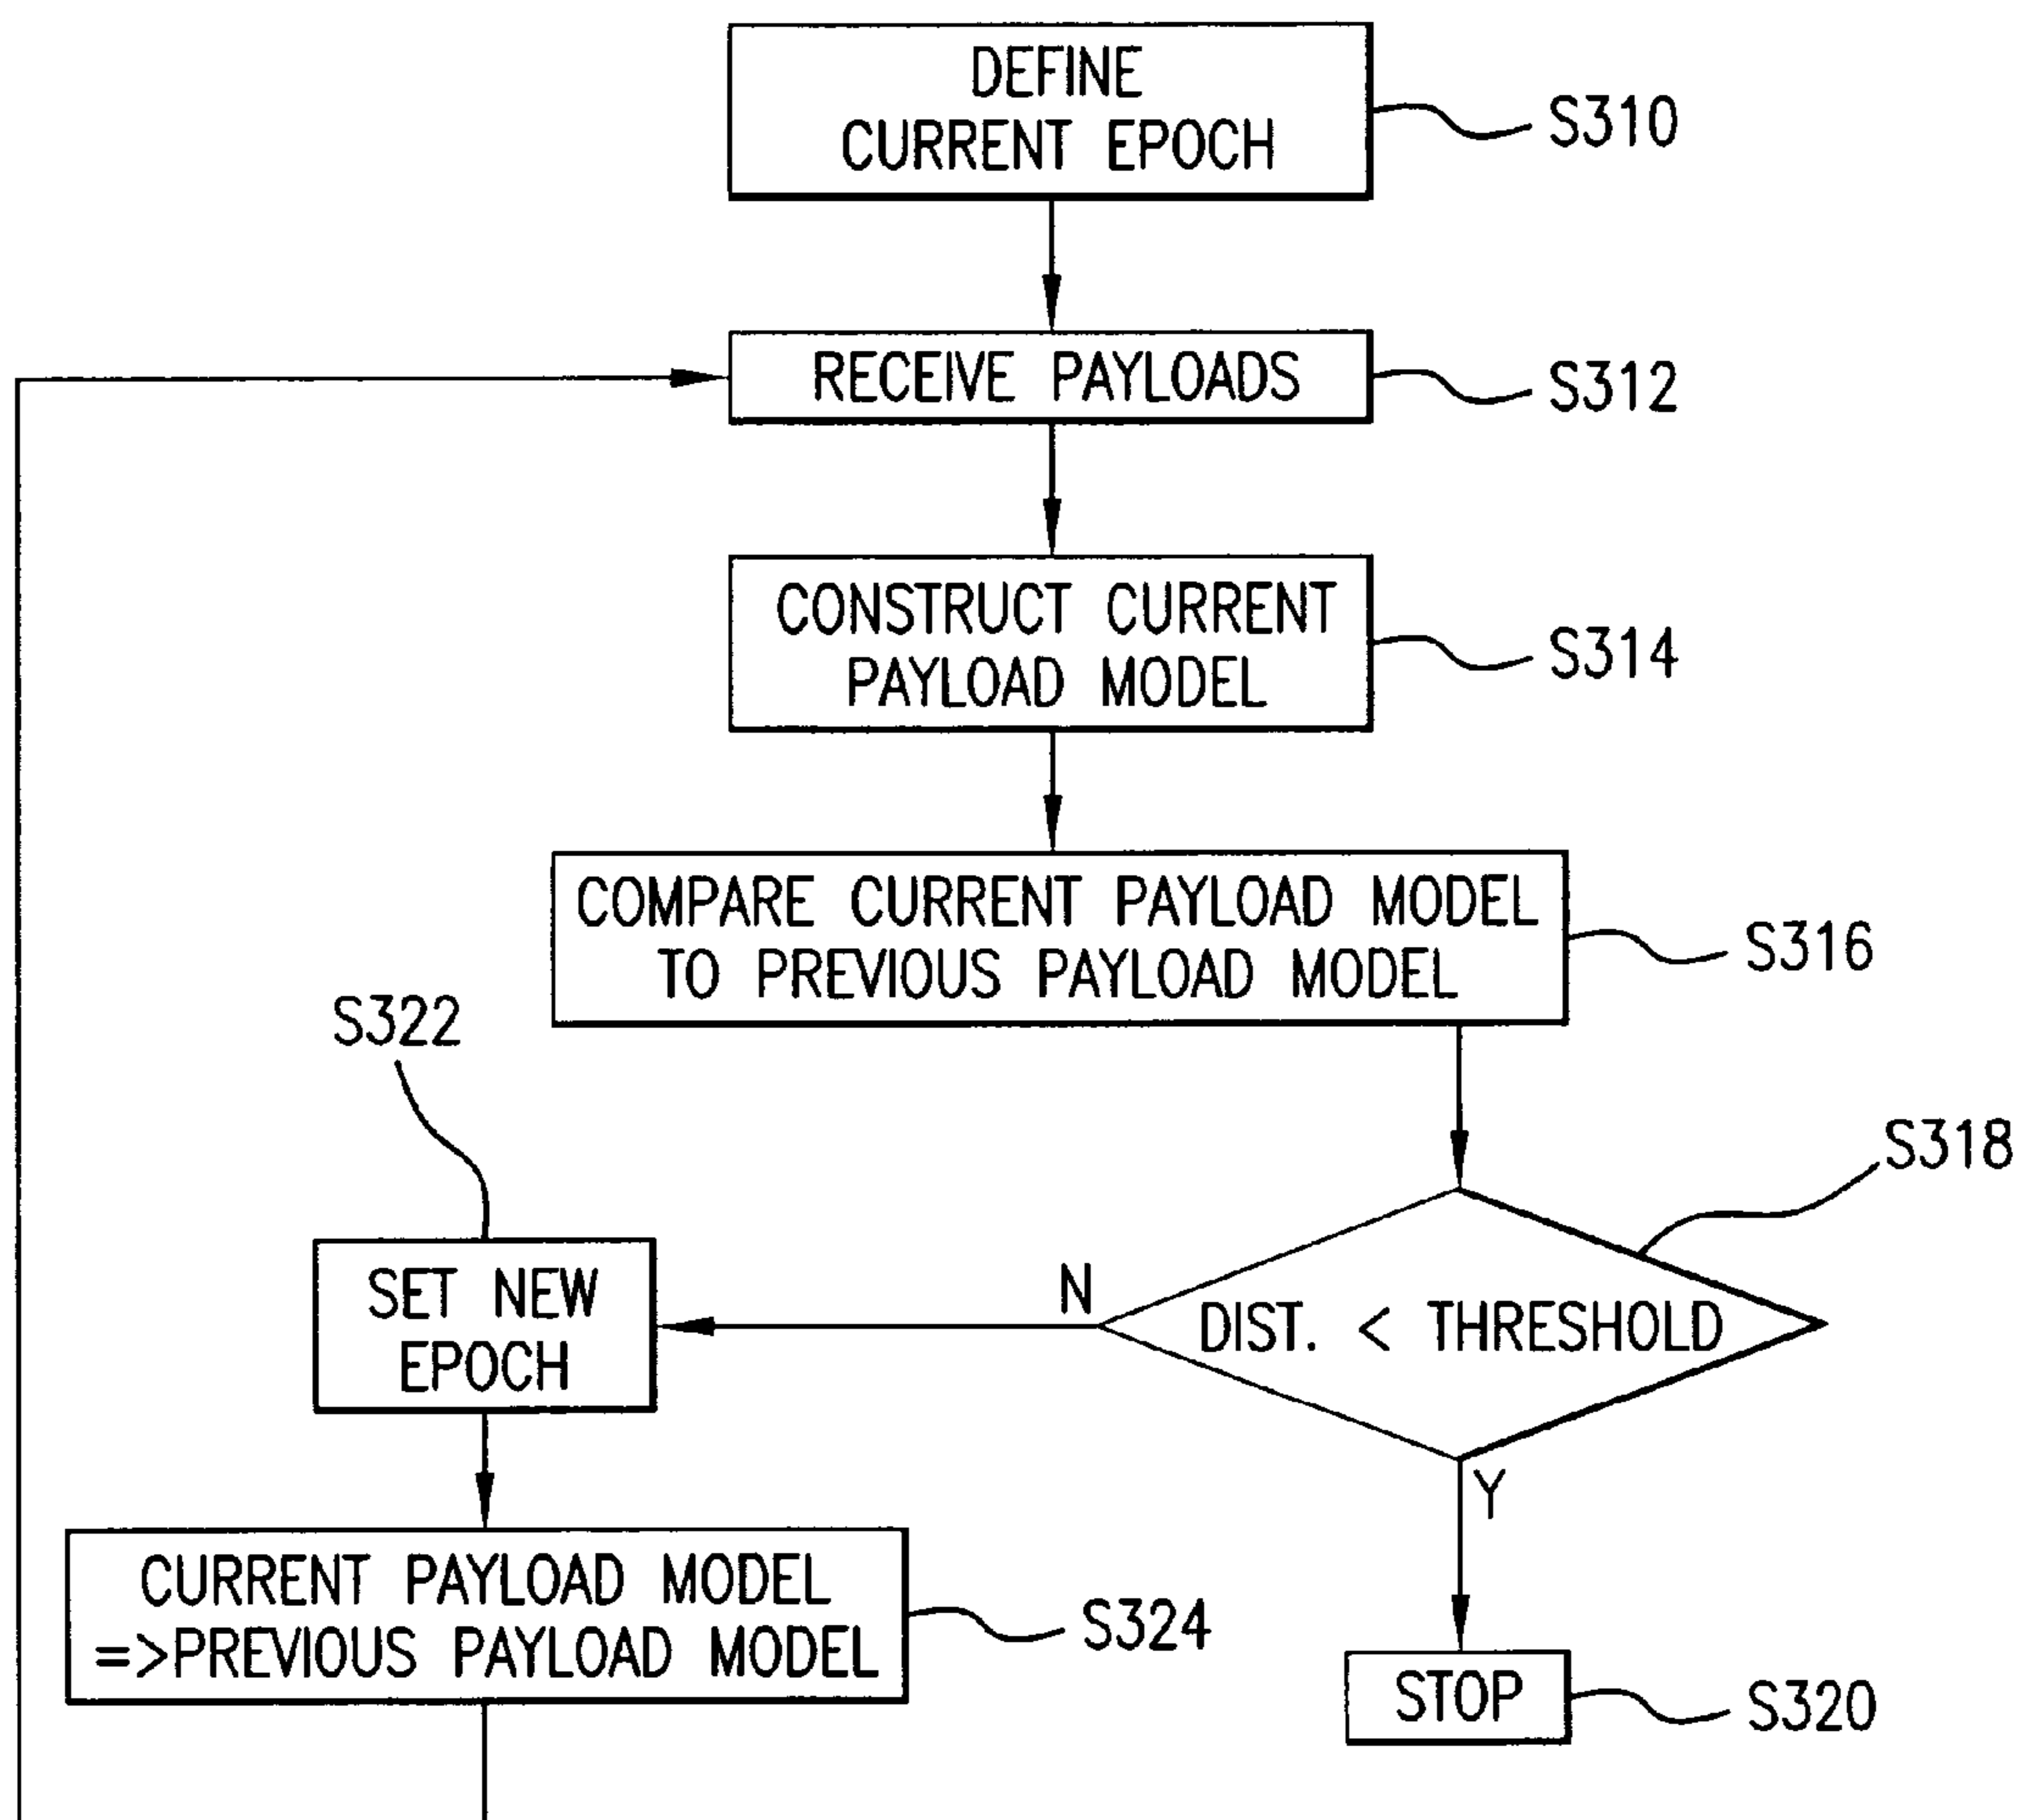 DEFINE
CURRENT EPOCH
S310
RECEIVE PAYLOADS
S312
CONSTRUCT CURRENT
PAYLOAD MODEL
S314
COMPARE CURRENT PAYLOAD MODEL
TO PREVIOUS PAYLOAD MODEL
S316
S322
S318
SET NEW
EPOCH
N
DIST. < THRESHOLD
Y
CURRENT PAYLOAD MODEL
=>PREVIOUS PAYLOAD MODEL
S324
STOP
S320